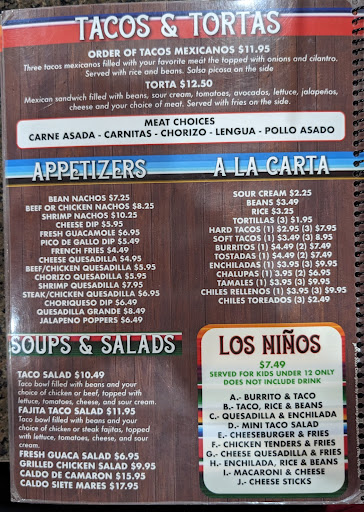 TACOS & TORTAS
ORDER OF TACOS MEXICANOS $11.95
Three tacos mexicanos filled with your favorite meat the topped with onions and cilantro.
Served with rice and beans. Salsa picosa on the side
TORTA $12.50
Mexican sandwich filled with beans, sour cream, tomatoes, avocados, lettuce, jalapeños,
cheese and your choice of meat. Served with fries on the side.
MEAT CHOICES
CARNE ASADA - CARNITAS - CHORIZO - LENGUA - POLLO ASADO
APPETIZERS
BEAN NACHOS $7.25
BEEF OR CHICKEN NACHOS $8.25
SHRIMP NACHOS $10.25
CHEESE DIP $5.95
FRESH GUACAMOLE $6.95
PICO DE GALLO DIP $5.49
FRENCH FRIES $4.49
CHEESE QUESADILLA $4.95
BEEF/CHICKEN QUESADILLA $5.95
CHORIZO QUESADILLA $5.95
SHRIMP QUESADILLA $7.95
STEAK/CHICKEN QUESADILLA $6.95
CHORIQUESO DIP $6.49
QUESADILLA GRANDE $8.49
JALAPENO POPPERS $6.49
A LA CARTA
SOUR CREAM $2.25
BEANS $3.49
RICE $3.25
TORTILLAS (3) $1.95
HARD TACOS (1) $2.95 (3) $7.95
SOFT TACOS (1) $3.49 (3) 8.95
BURRITOS (1) $4.49 (2) $7.49
TOSTADAS (1) $4.49 (2) $7.49
ENCHILADAS (1) $3.95 (3) $9.95
CHALUPAS (1) 3.95 (2) $6.95
TAMALES (1) $3.95 (3) $9.95
CHILES RELLENOS (1) $3.95 (3) $9.95
CHILES TOREADOS (3) $2.49
SOUPS & SALADS
TACO SALAD $10.49
Taco bowl filled with beans and your
choice of chicken or beef, topped with
lettuce, tomatoes, cheese, and sour cream.
FAJITA TACO SALAD $11.95
Taco bowl filled with beans and your
choice of chicken or steak fajitas, topped
with lettuce, tomatoes, cheese, and sour
cream.
FRESH GUACA SALAD $6.95
GRILLED CHICKEN SALAD $9.95
CALDO DE CAMARON $15.95
CALDO SIETE MARES $17.95
LOS NIÑOS
$7.49
SERVED FOR KIDS UNDER 12 ONLY
DOES NOT INCLUDE DRINK
A.- BURRITO & TACO
B.- TACO, RICE & BEANS
C.- QUESADILLA & ENCHILADA
D.- MINI TACO SALAD
E.- CHEESEBURGER & FRIES
F.- CHICKEN TENDERS & FRIES
G.- CHEESE QUESADILLA & FRIES
H.- ENCHILADA, RICE & BEANS
I.- MACARONI & CHEESE
J.- CHEESE STICKS